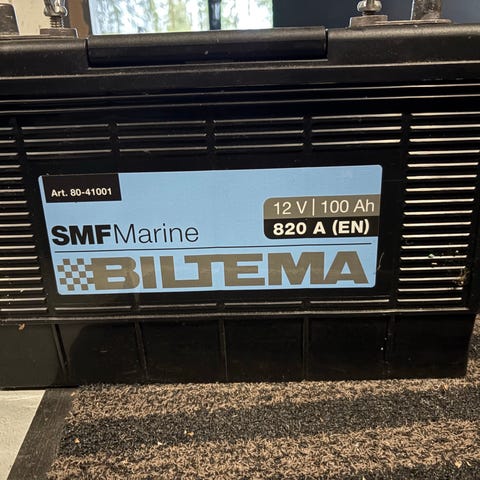 Art. 80-41001
12 V | 100 Ah
820 A (EN)
SMFMarine
BILTEMA